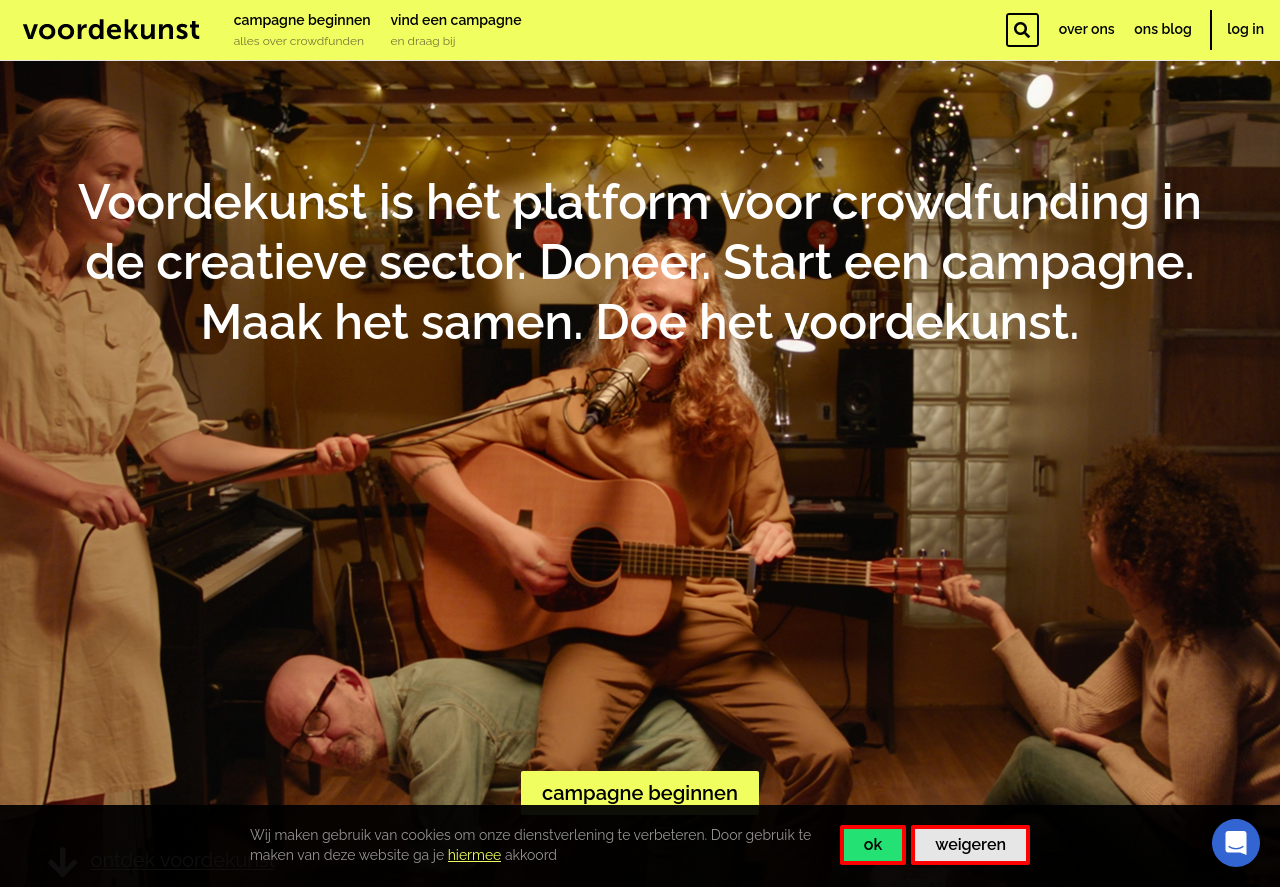 voordekunst
campagne beginnen
alles over crowdfunden
vind een campagne
en draag bij
over ons
ons blog
log in
Voordekunst is hét platform voor crowdfunding in
de creatieve sector. Doneer. Start een campagne.
Maak het samen. Doe het voordekunst.
campagne beginnen
Wij maken gebruik van cookies om onze dienstverlening te verbeteren. Door gebruik te
maken van deze website ga je hiermee akkoord
ok
weigeren
ontdek voordekunst